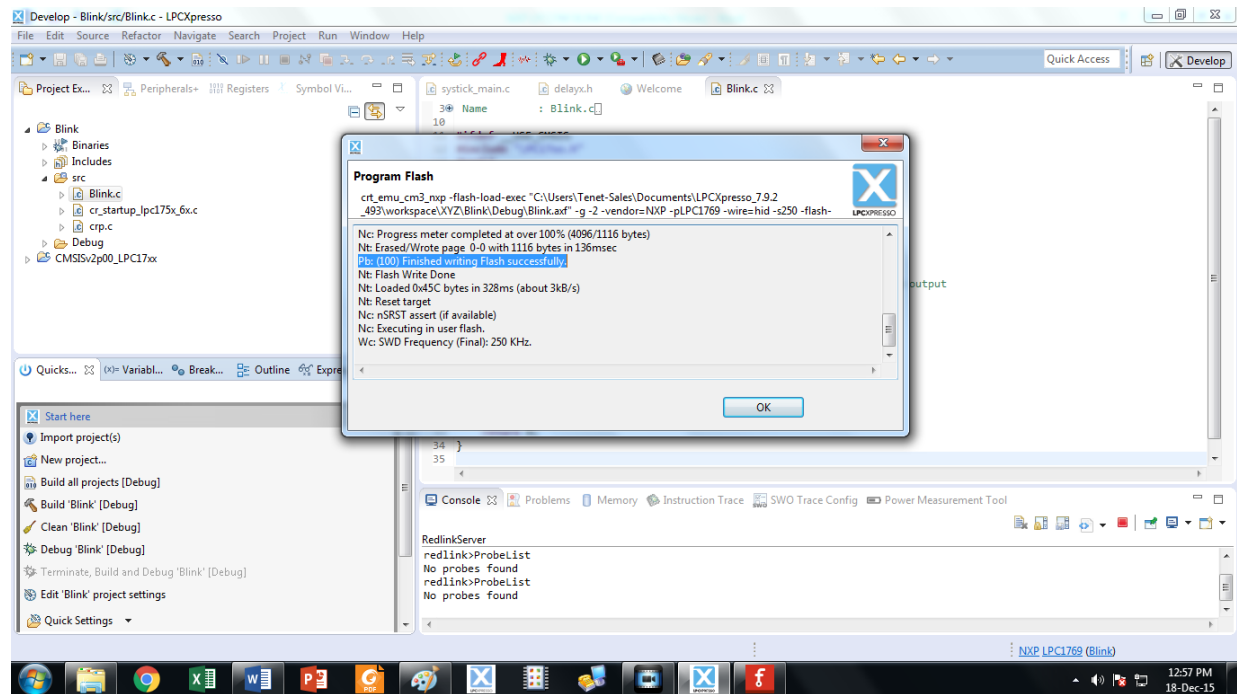 Develop - Blink/src/Blink.c - LPCXpresso
File Edit Source Refactor Navigate Search Project Run Window Help
Quick Access
Develop
Project Ex...
Peripherals+
Registers
Symbol Vi...
Blink
Binaries
Includes
src
Blink.c
cr_startup_lpc175x_6x.c
crp.c
Debug
CMSISv2p00_LPC17xx
systick_main.c
delayx.h
Welcome
Blink.c
3 Name : Blink.c
10
output
34 }
35
Program Flash
crt_emu_cm3_nxp -flash-load-exec "C:\Users\Tenet-Sales\Documents\LPCXpresso_7.9.2
_493\workspace\XYZ\Blink\Debug\Blink.axf" -g -2 -vendor=NXP -pLPC1769 -wire=hid -s250 -flash-
LPCXPRESSO
Nc: Progress meter completed at over 100% (4096/1116 bytes)
Nt: Erased/Wrote page 0-0 with 1116 bytes in 136msec
Pb: (100) Finished writing Flash successfully.
Nt: Flash Write Done
Nt: Loaded 0x45C bytes in 328ms (about 3kB/s)
Nt: Reset target
Nc: nSRST assert (if available)
Nc: Executing in user flash.
Wc: SWD Frequency (Final): 250 KHz.
OK
Quicks...
(x)= Variabl...
Break...
Outline
Expre
Start here
Import project(s)
New project...
Build all projects [Debug]
Build 'Blink' [Debug]
Clean 'Blink' [Debug]
Debug 'Blink' [Debug]
Terminate, Build and Debug 'Blink' [Debug]
Edit 'Blink' project settings
Quick Settings
Console
Problems
Memory
Instruction Trace
SWO Trace Config
Power Measurement Tool
RedlinkServer
redlink>ProbeList
No probes found
redlink>ProbeList
No probes found
NXP LPC1769 (Blink)
12:57 PM
18-Dec-15